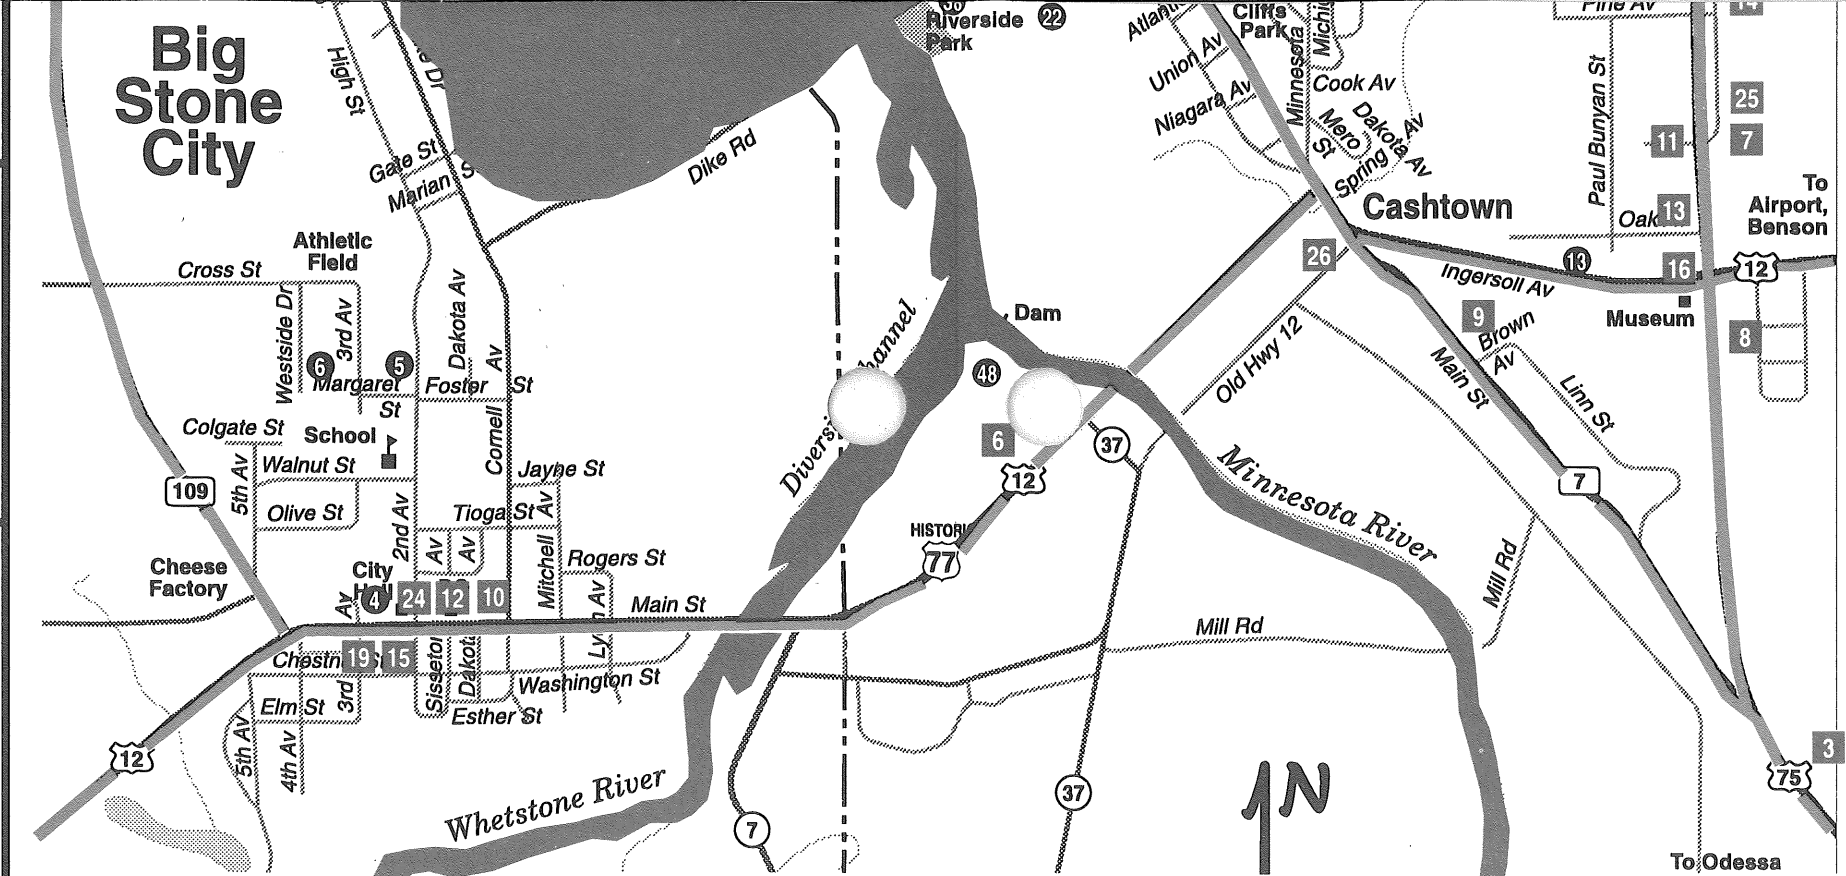 Big
Stone
City
High St
Dr
Gate St
Marian S
Dike Rd
Riverside
Park
22
Union Av
Niagara Av
Cliffs
Park
Minnesota
Cook Av
Mero
St
Dakota Av
Spring
Av
Paul Bunyan St
25
11
7
Cashtown
Oak
13
To
Airport,
Benson
26
13
Ingersoll Av
16
12
Museum
8
9
Brown
Av
Main St
Linn St
Old Hwy 12
Dam
48
6
37
12
HISTORIC
77
Minnesota River
7
Mill Rd
Mill Rd
3
75
To Odessa
Athletic
Field
Cross St
Westside Dr
3rd Av
6
5
Dakota Av
Margaret
St
Foster
St
Cornell
Av
Colgate St
School
Walnut St
5th Av
Olive St
2nd Av
109
Jayne St
Tioga St
Av
Av
Av
Mitchell
Rogers St
Cheese
Factory
City
Hall
Av
4
24
12
10
Main St
Av
Chestnut St
19
15
3rd
Sisseton
Dakota
Washington St
Esther St
Elm St
5th Av
4th Av
12
Whetstone River
7
37
N